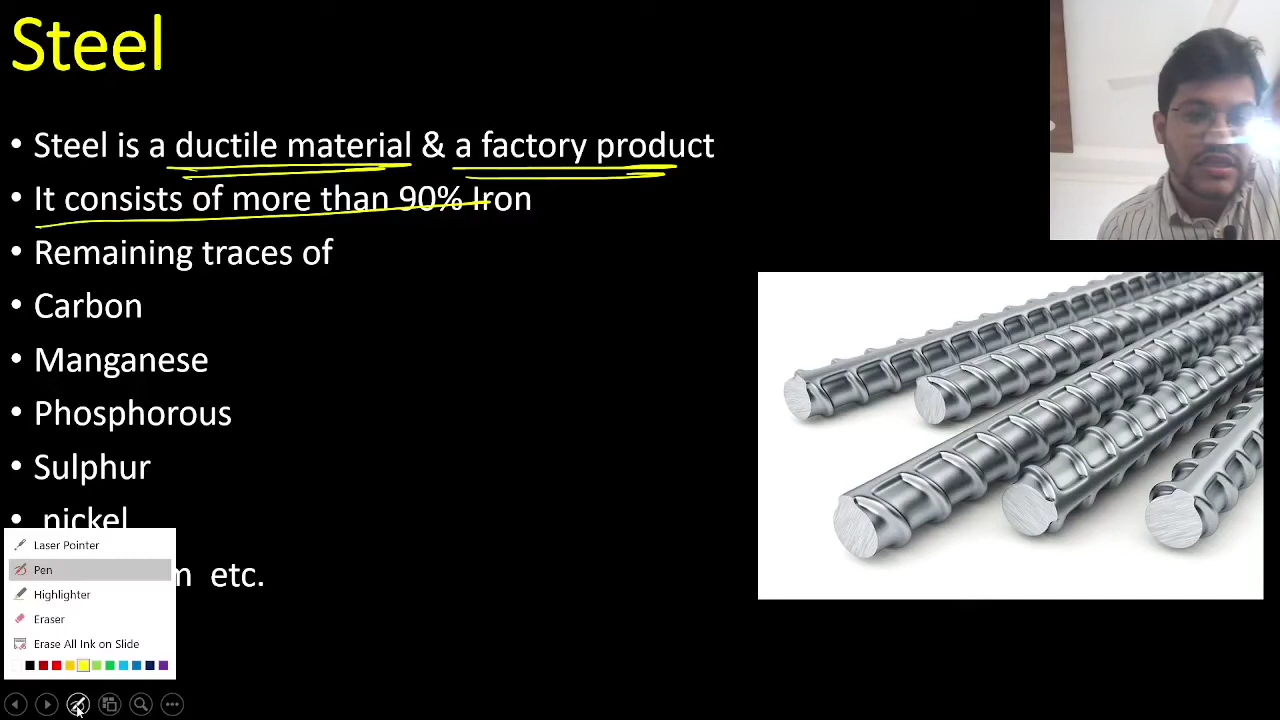 Steel
• Steel is a ductile material & a factory product
• It consists of more than 90% Iron
• Remaining traces of
• Carbon
• Manganese
• Phosphorous
• Sulphur
• nickel
etc.
Laser Pointer
Pen
Highlighter
Eraser
Erase All Ink on Slide